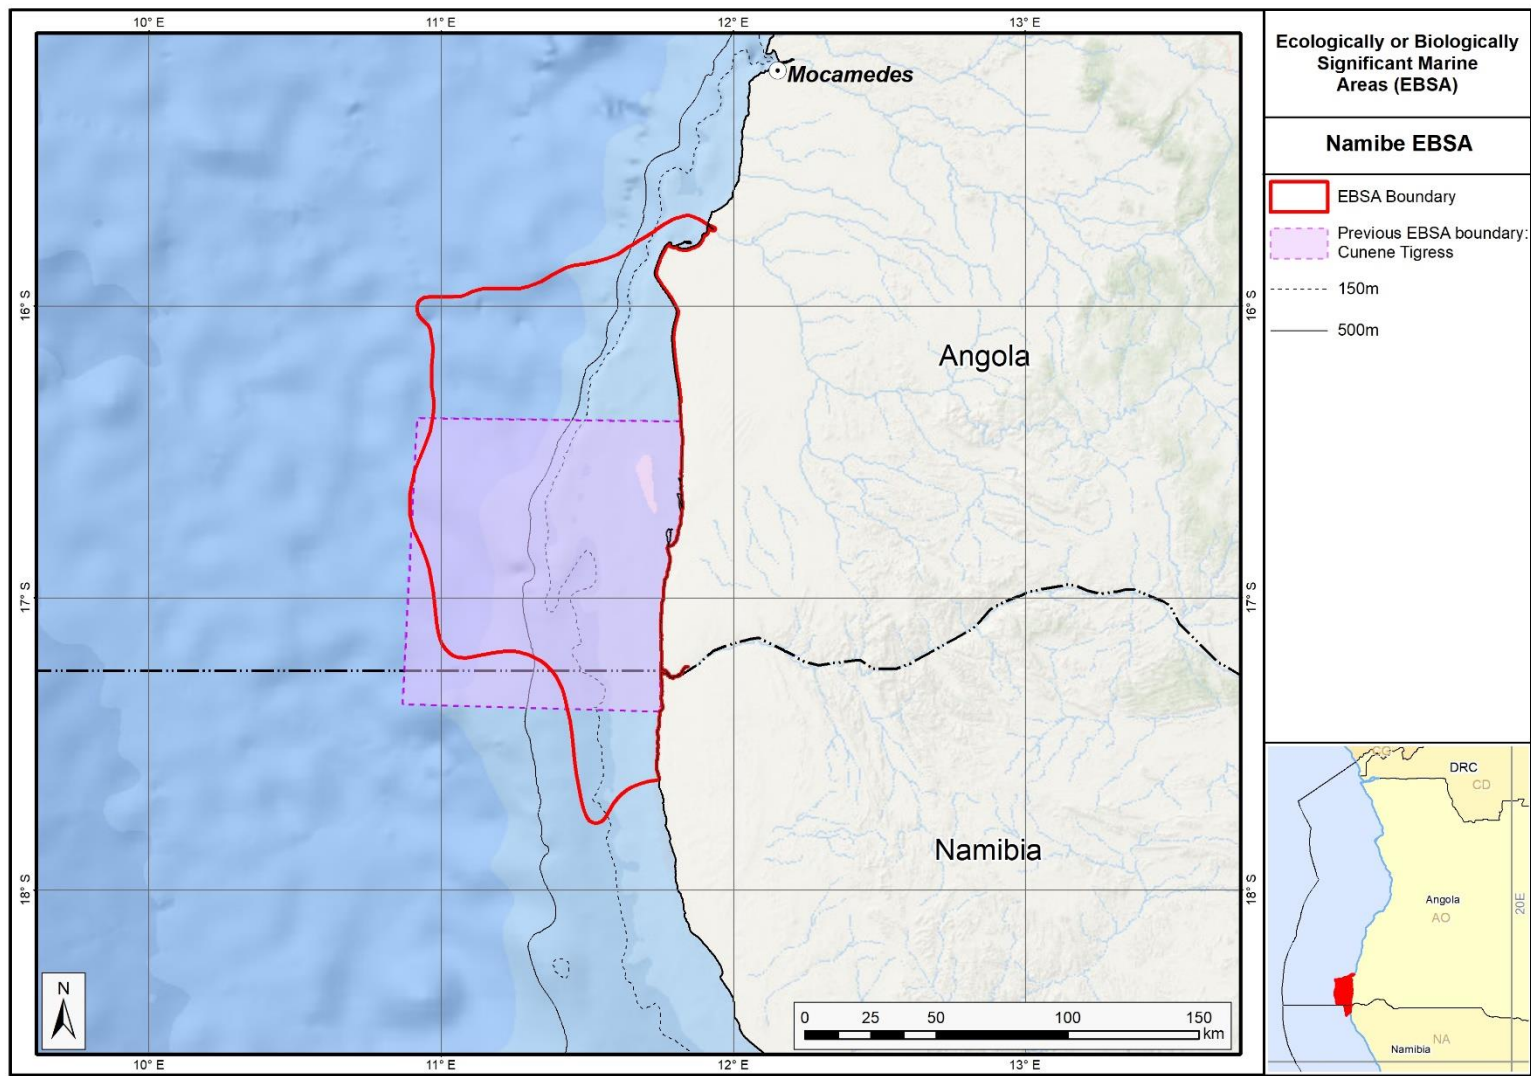 10° E
11° E
12° E
13° E
Mocamedes
16° S
16° S
Angola
17° S
17° S
Namibia
18° S
18° S
N
0 25 50 100 150
km
10° E
11° E
12° E
13° E
Ecologically or Biologically
Significant Marine
Areas (EBSA)
Namibe EBSA
EBSA Boundary
Previous EBSA boundary:
Cunene Tigress
150m
500m
CG
DRC
CD
Angola
AO
20E
NA
Namibia